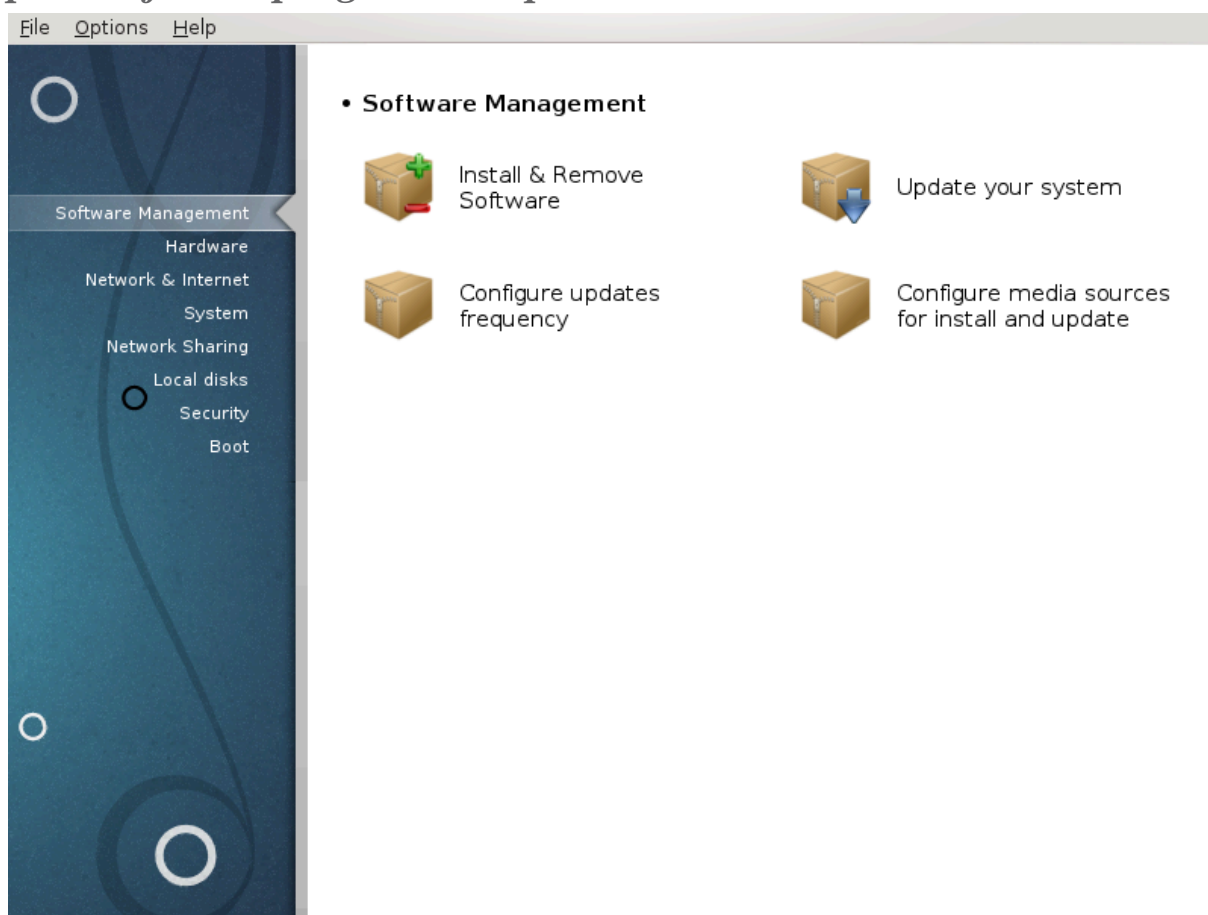 File Options Help
• Software Management
Software Management
Hardware
Network & Internet
System
Network Sharing
Local disks
Security
Boot
Install & Remove
Software
Update your system
Configure updates
frequency
Configure media sources
for install and update